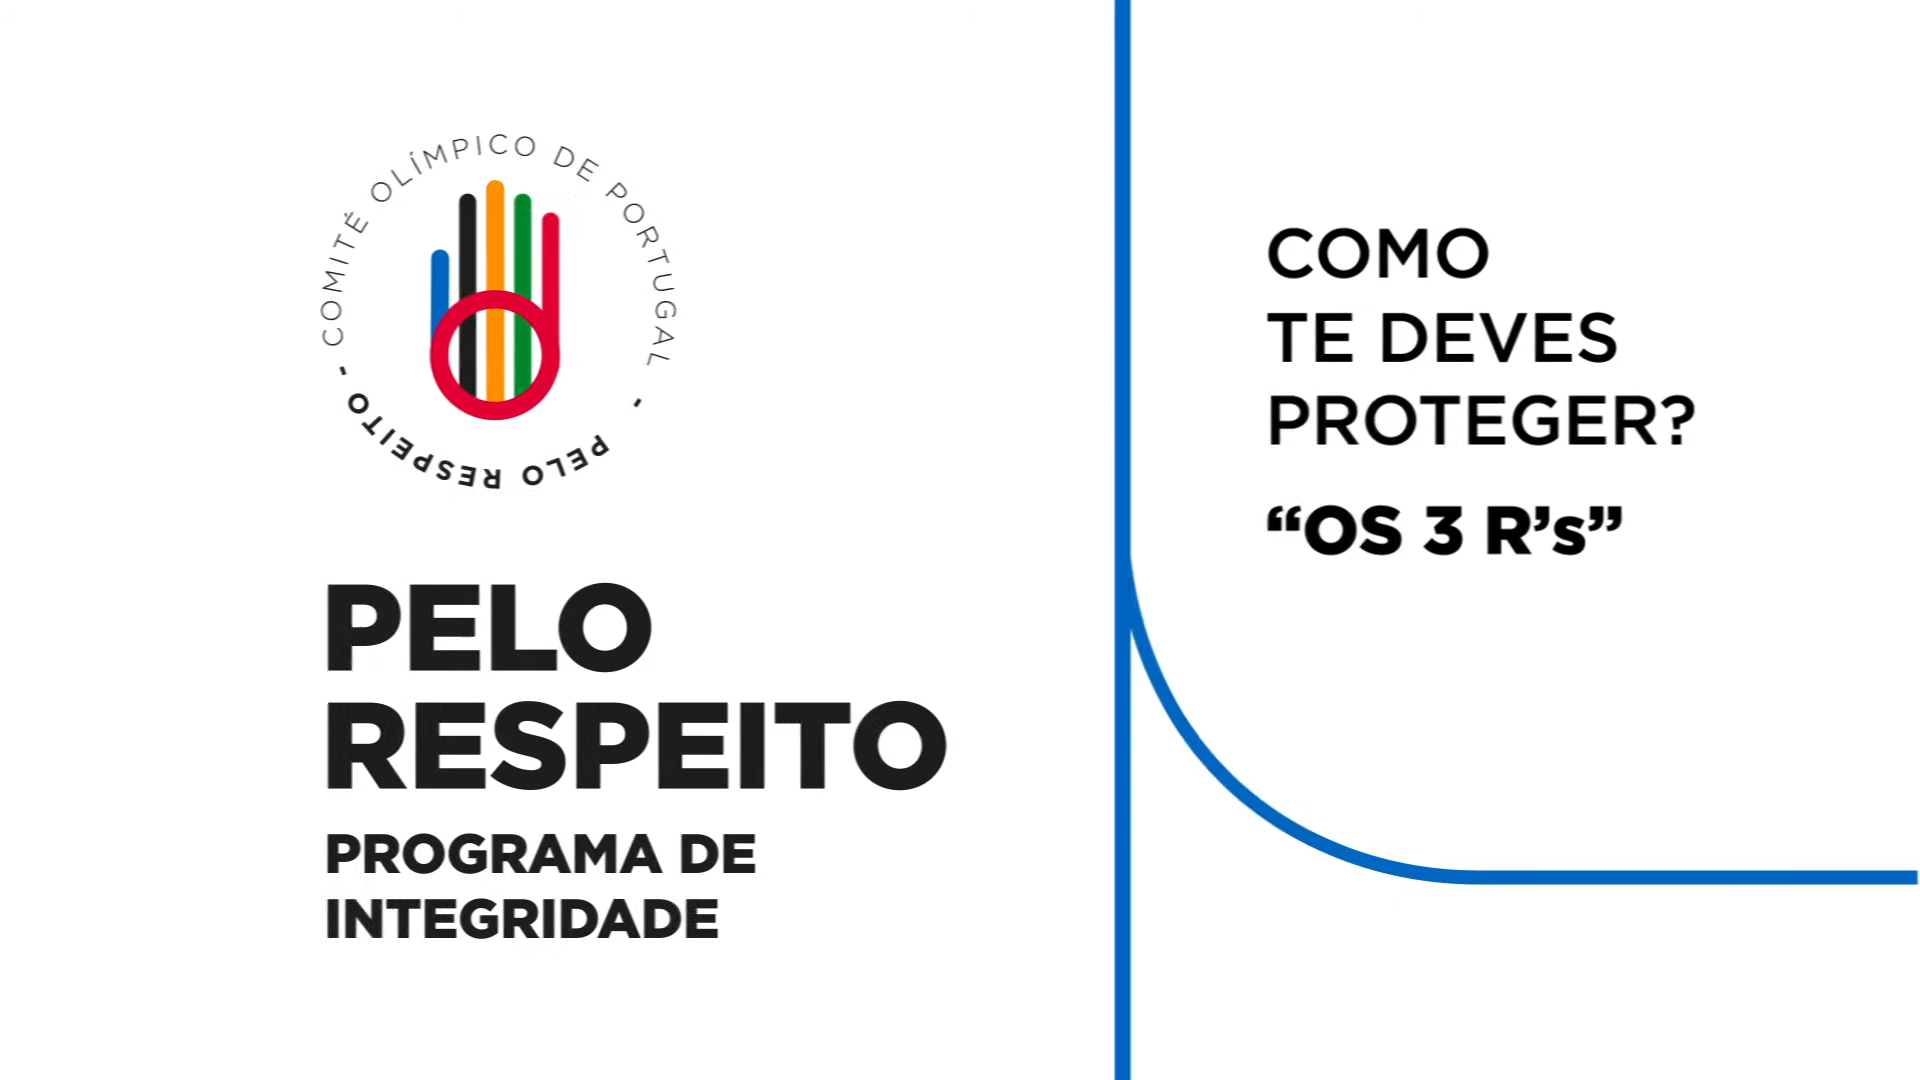 COMITÉ OLÍMPICO DE PORTUGAL - PELO RESPEITO -
PELO
RESPEITO
PROGRAMA DE
INTEGRIDADE
COMO
TE DEVES
PROTEGER?
“OS 3 R’s”